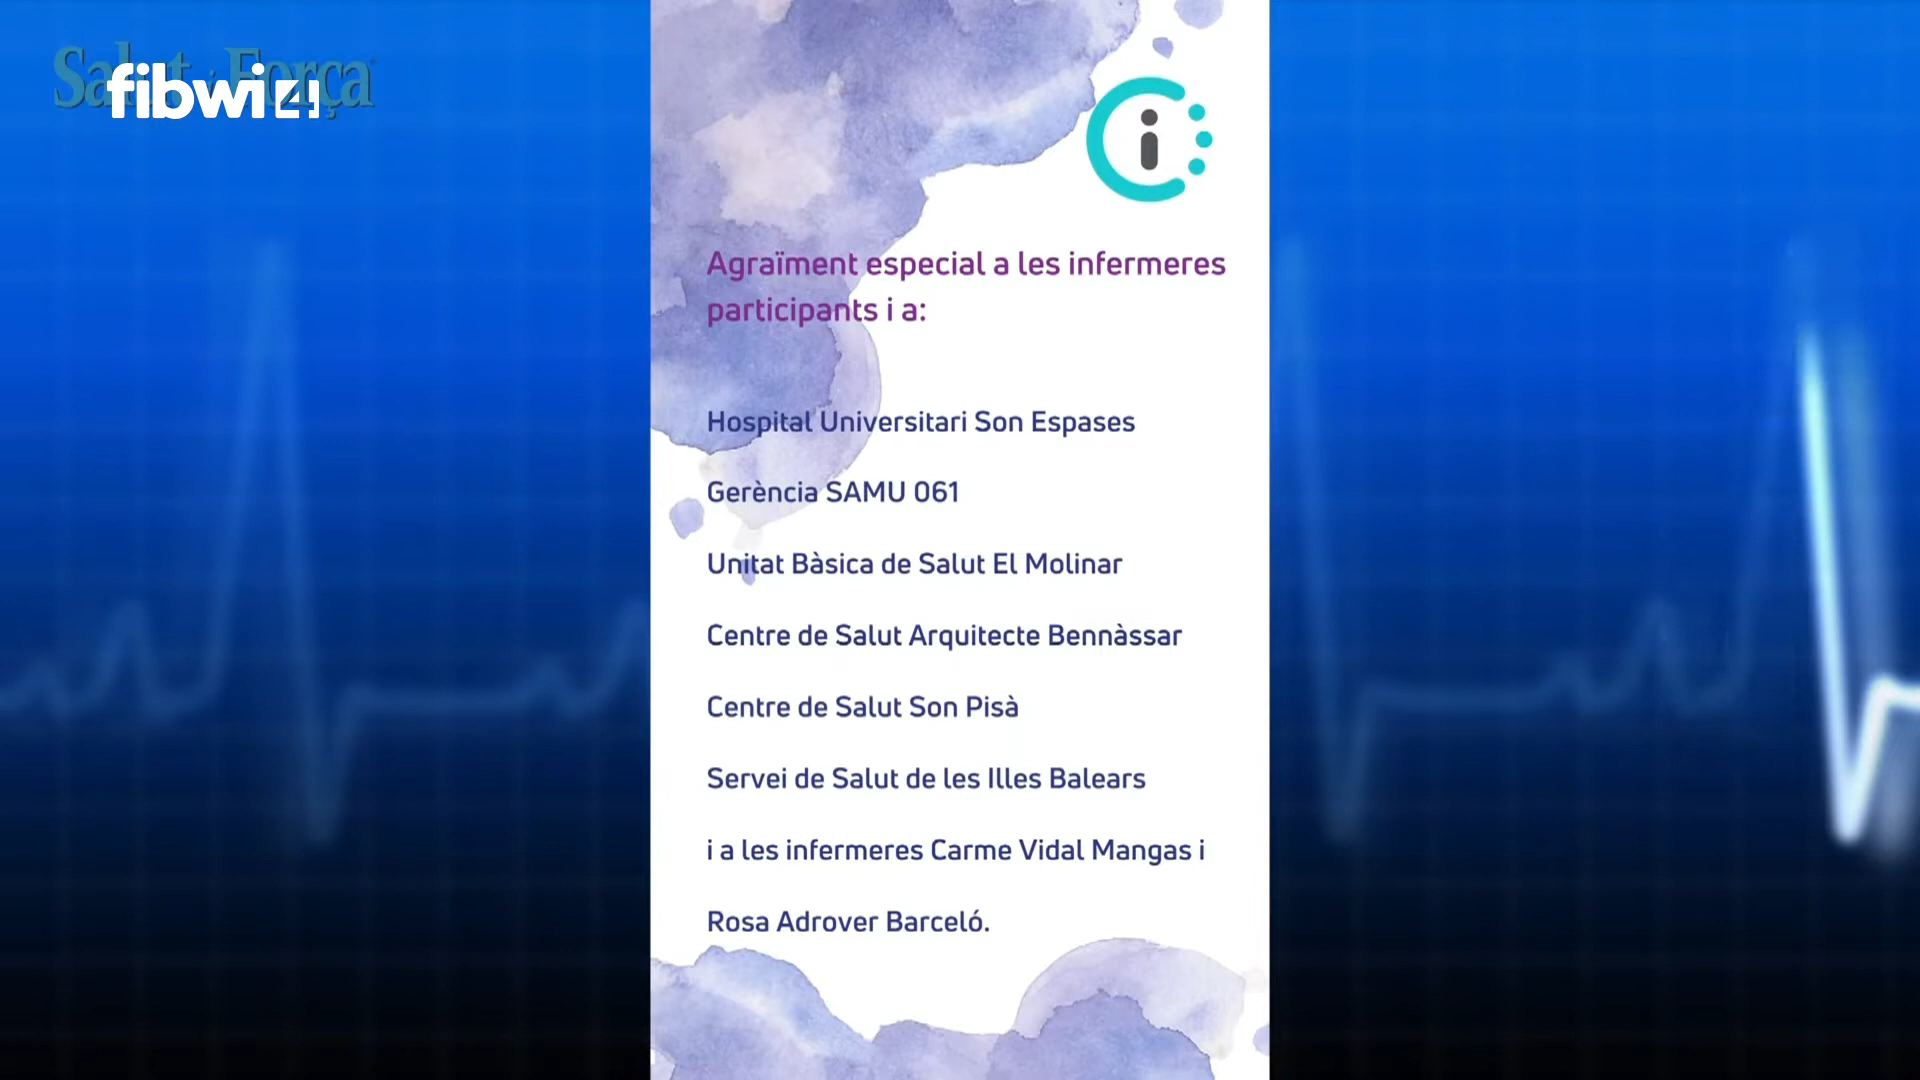 Salut i Força
fibwi4
i
Agraïment especial a les infermeres
participants i a:
Hospital Universitari Son Espases
Gerència SAMU 061
Unitat Bàsica de Salut El Molinar
Centre de Salut Arquitecte Bennàssar
Centre de Salut Son Pisà
Servei de Salut de les Illes Balears
i a les infermeres Carme Vidal Mangas i
Rosa Adrover Barceló.